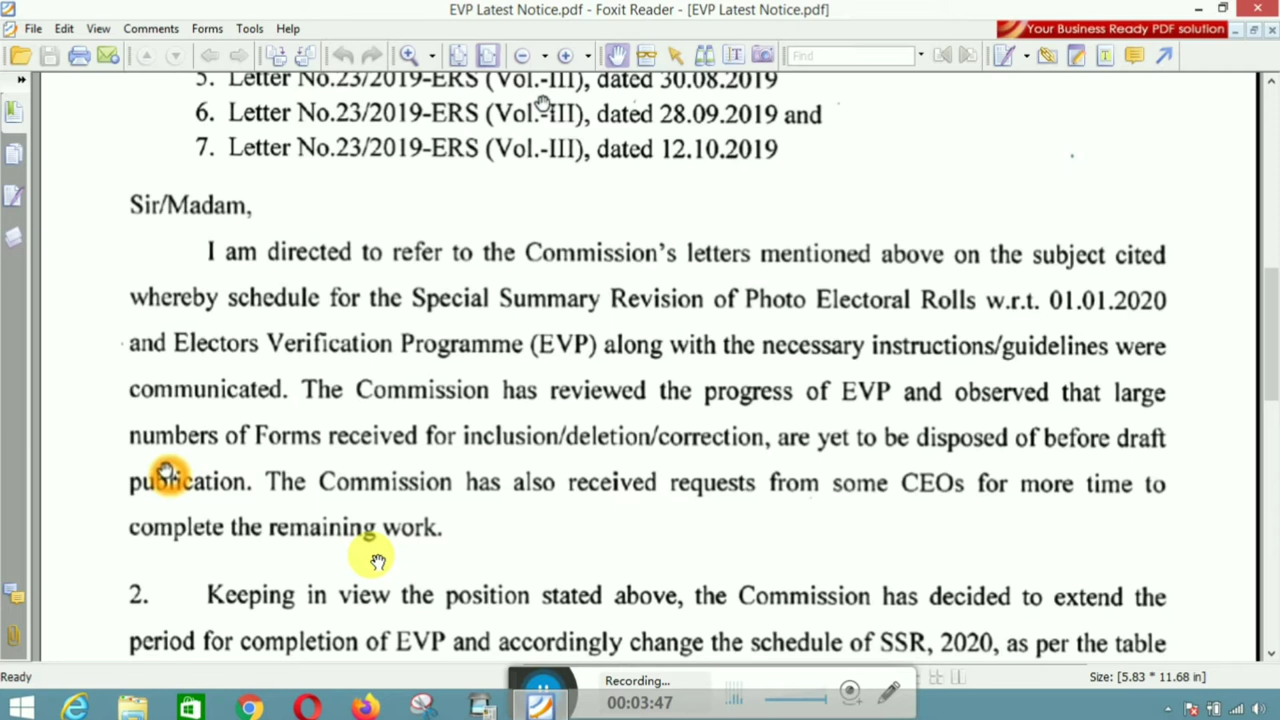 EVP Latest Notice.pdf - Foxit Reader - [EVP Latest Notice.pdf]
File Edit View Comments Forms Tools Help
Your Business Ready PDF solution
Find
5. Letter No.23/2019-ERS (Vol.-III), dated 30.08.2019
6. Letter No.23/2019-ERS (Vol.-III), dated 28.09.2019 and
7. Letter No.23/2019-ERS (Vol.-III), dated 12.10.2019
Sir/Madam,
I am directed to refer to the Commission's letters mentioned above on the subject cited
whereby schedule for the Special Summary Revision of Photo Electoral Rolls w.r.t. 01.01.2020
and Electors Verification Programme (EVP) along with the necessary instructions/guidelines were
communicated. The Commission has reviewed the progress of EVP and observed that large
numbers of Forms received for inclusion/deletion/correction, are yet to be disposed of before draft
publication. The Commission has also received requests from some CEOs for more time to
complete the remaining work.
2. Keeping in view the position stated above, the Commission has decided to extend the
period for completion of EVP and accordingly change the schedule of SSR, 2020, as per the table
Ready
Recording...
00:03:47
Size: [5.83 * 11.68 in]